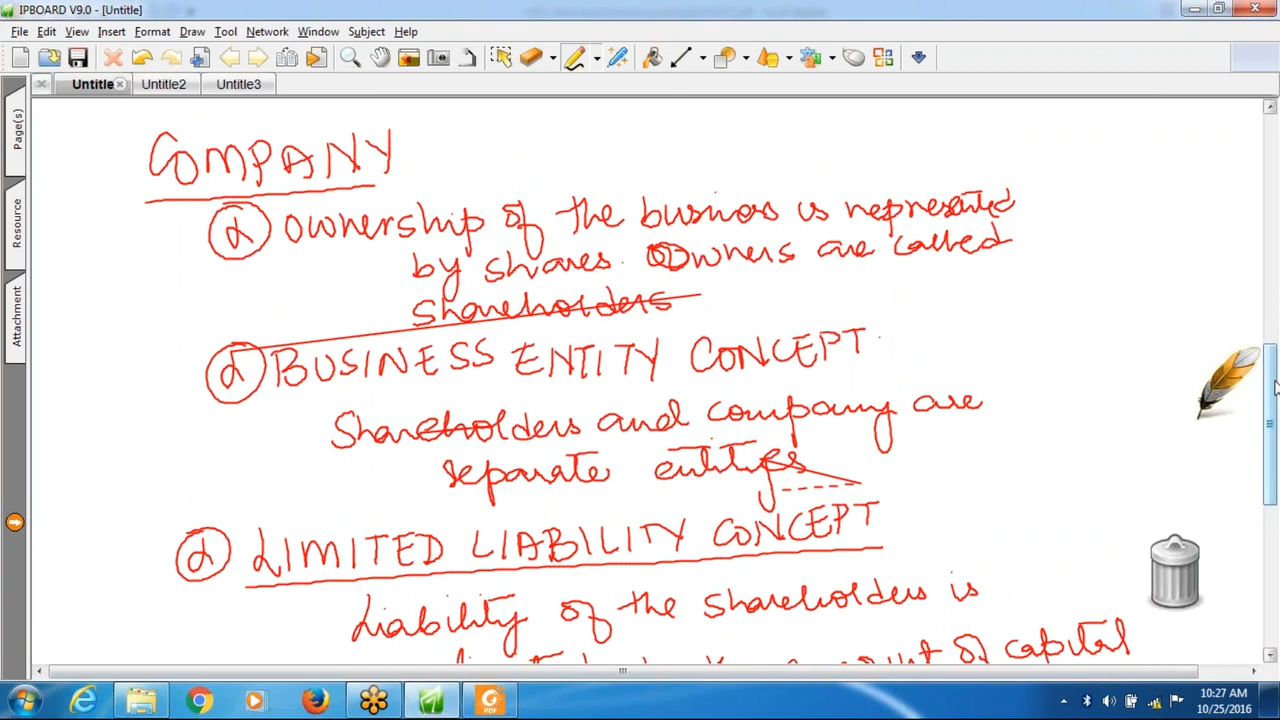 IPBOARD V9.0 - [Untitle]
File Edit View Insert Format Draw Tool Network Window Subject Help
Untitle Untitle2 Untitle3
Page(s)
Resource
Attachment
COMPANY
Ownership of the business is represented
by shares. Owners are called
shareholders
BUSINESS ENTITY CONCEPT
Shareholders and company are
separate entities
LIMITED LIABILITY CONCEPT
Liability of the shareholders is
amount of capital
PDF
10:27 AM
10/25/2016